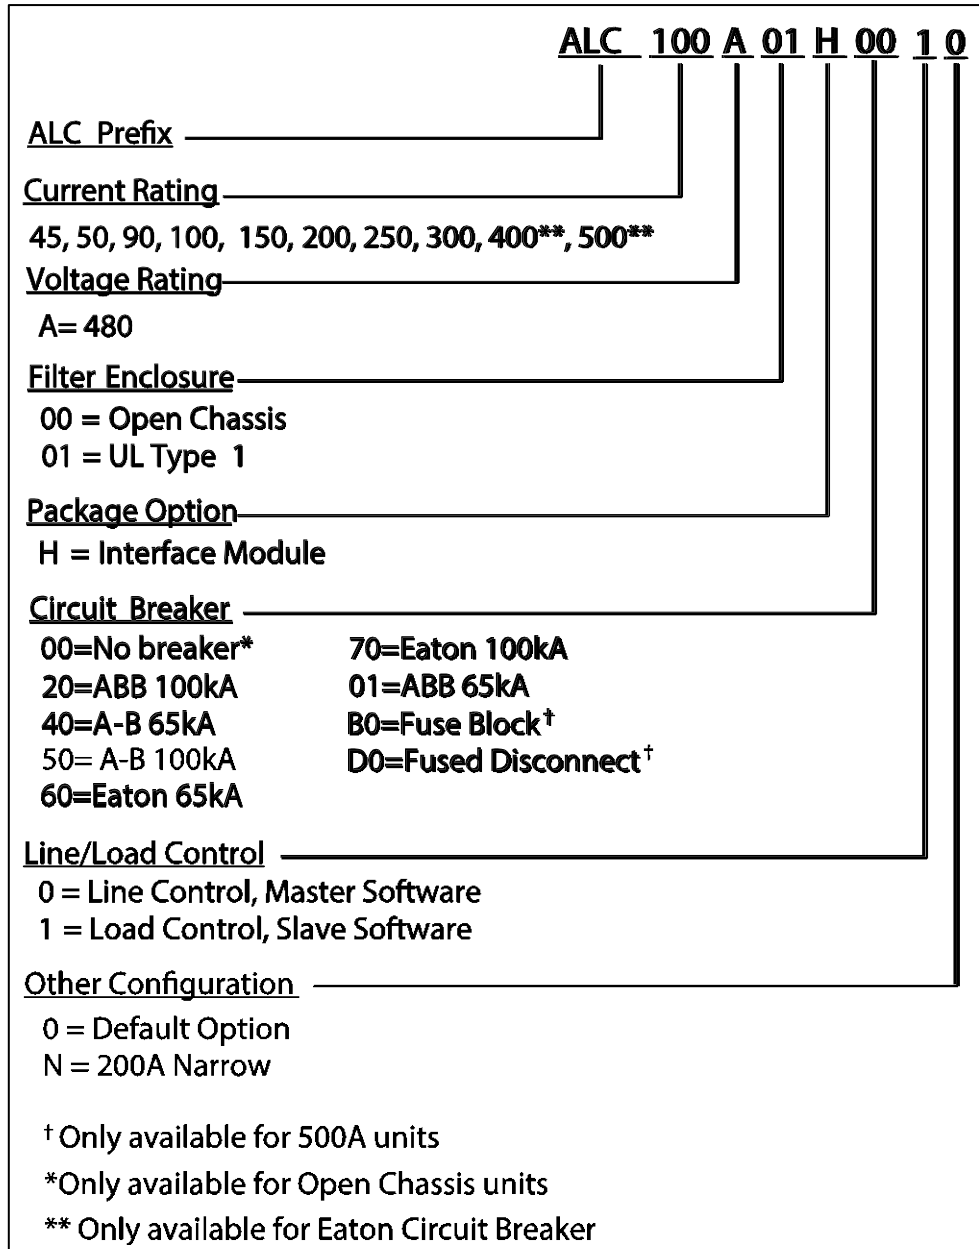 ALC 100 A 01 H 00 1 0
ALC Prefix
Current Rating
45, 50, 90, 100, 150, 200, 250, 300, 400**, 500**
Voltage Rating
A= 480
Filter Enclosure
00 = Open Chassis
01 = UL Type 1
Package Option
H = Interface Module
Circuit Breaker
00=No breaker* 70=Eaton 100kA
20=ABB 100kA 01=ABB 65kA
40=A-B 65kA B0=Fuse Block†
50= A-B 100kA D0=Fused Disconnect†
60=Eaton 65kA
Line/Load Control
0 = Line Control, Master Software
1 = Load Control, Slave Software
Other Configuration
0 = Default Option
N = 200A Narrow
† Only available for 500A units
*Only available for Open Chassis units
** Only available for Eaton Circuit Breaker